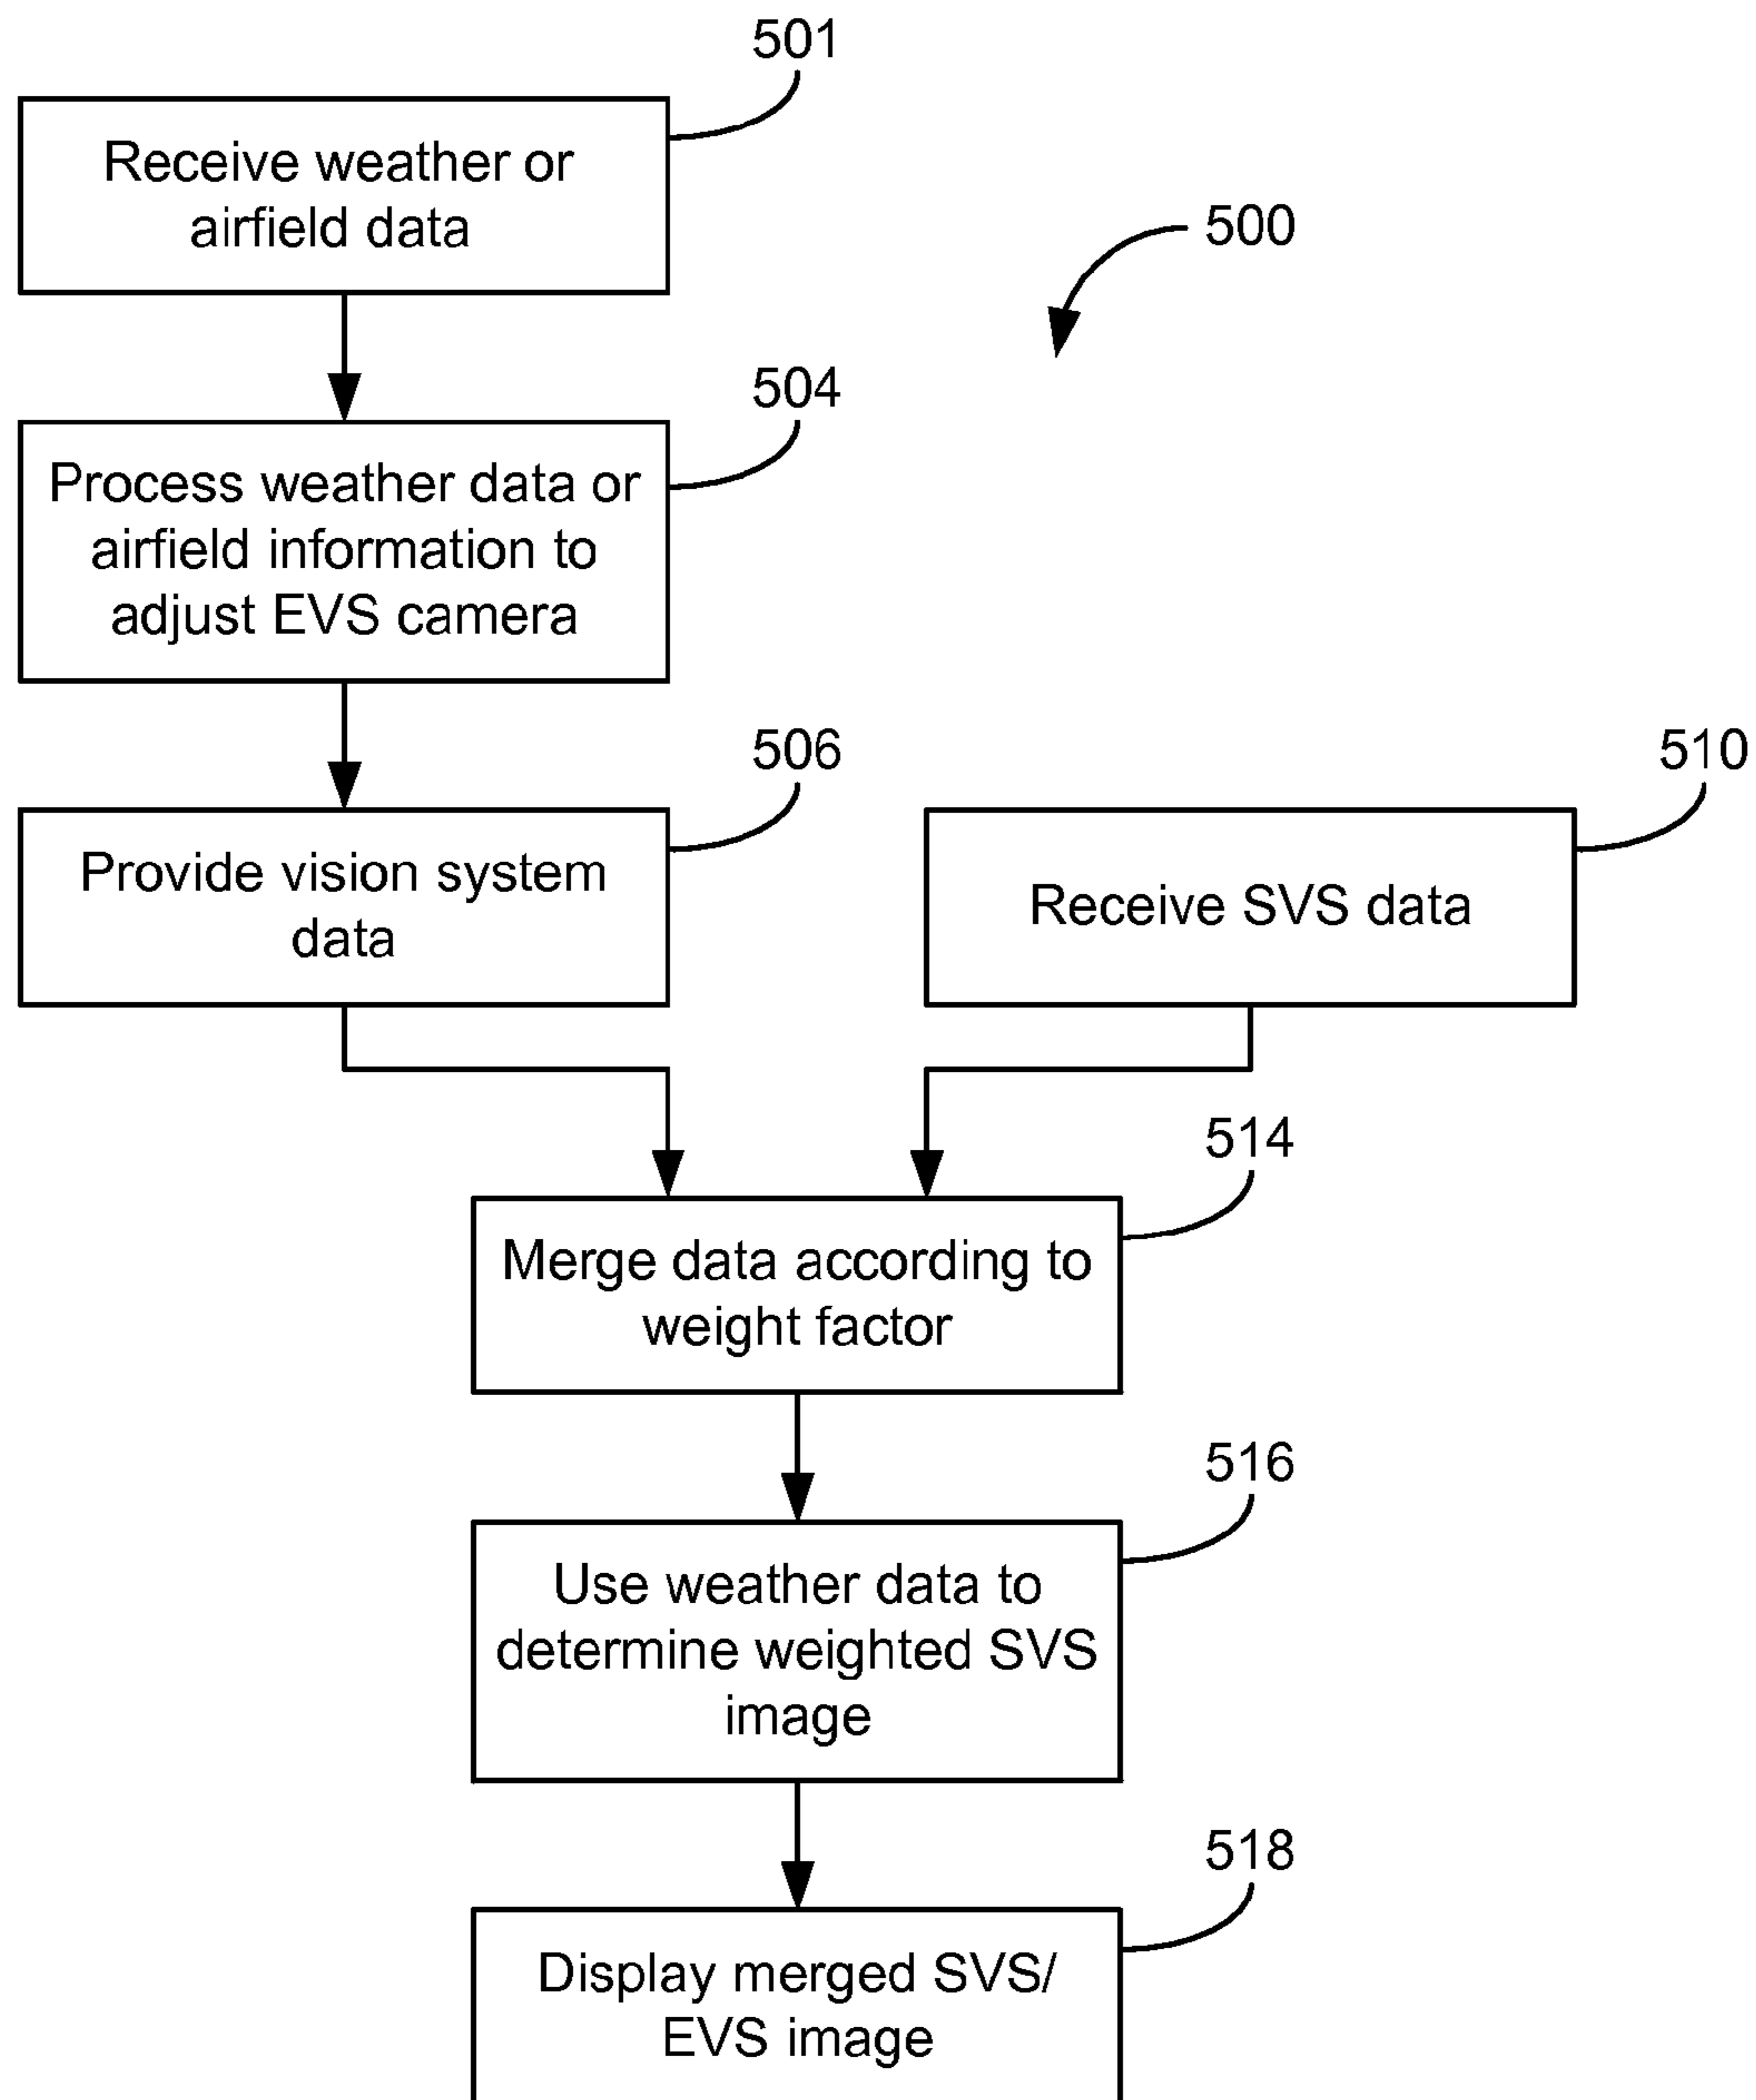 501
Receive weather or
airfield data
500
504
Process weather data or
airfield information to
adjust EVS camera
506
Provide vision system
data
510
Receive SVS data
514
Merge data according to
weight factor
516
Use weather data to
determine weighted SVS
image
518
Display merged SVS/
EVS image